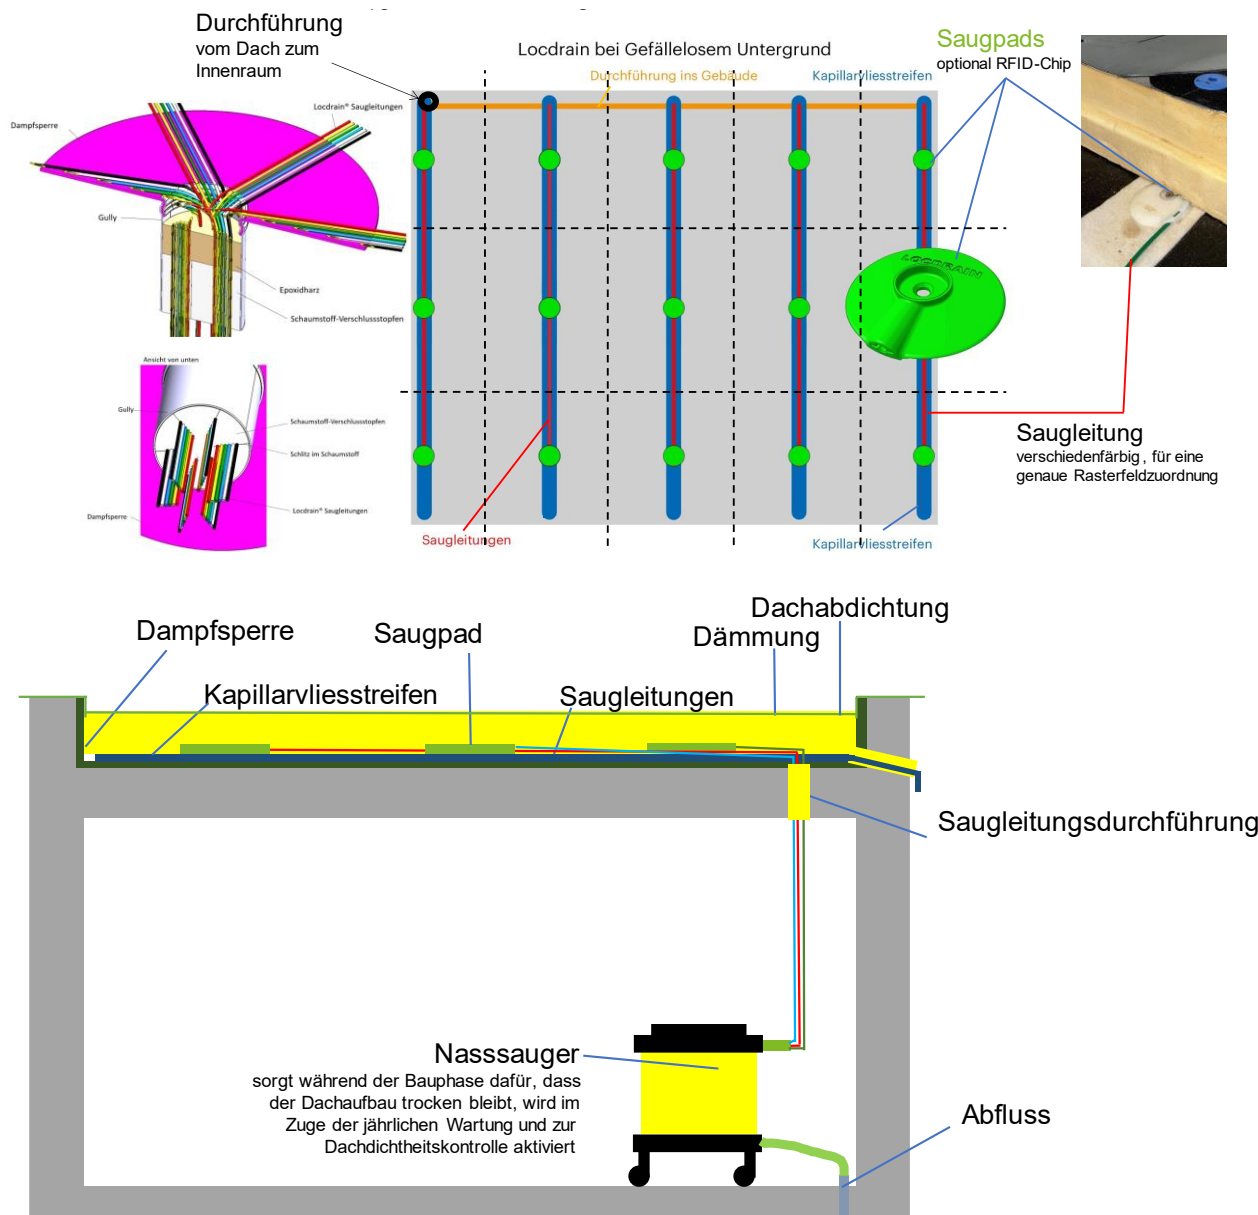 Durchführung
vom Dach zum
Innenraum
Locdrain bei Gefällelosem Untergrund
Durchführung ins Gebäude
Kapillarvliesstreifen
Saugpads
optional RFID-Chip
Locdrain® Saugleitungen
Dampfsperre
Gully
Epoxidharz
Schaumstoff-Verschlussstopfen
Ansicht von unten
Gully
Schaumstoff-Verschlussstopfen
Schlitz im Schaumstoff
Locdrain® Saugleitungen
Dampfsperre
LOCDRAIN
Saugleitung
verschiedenfärbig, für eine
genaue Rasterfeldzuordnung
Saugleitungen
Kapillarvliesstreifen
Dachabdichtung
Dämmung
Dampfsperre
Saugpad
Kapillarvliesstreifen
Saugleitungen
Saugleitungsdurchführung
Nasssauger
sorgt während der Bauphase dafür, dass
der Dachaufbau trocken bleibt, wird im
Zuge der jährlichen Wartung und zur
Dachdichtheitskontrolle aktiviert
Abfluss